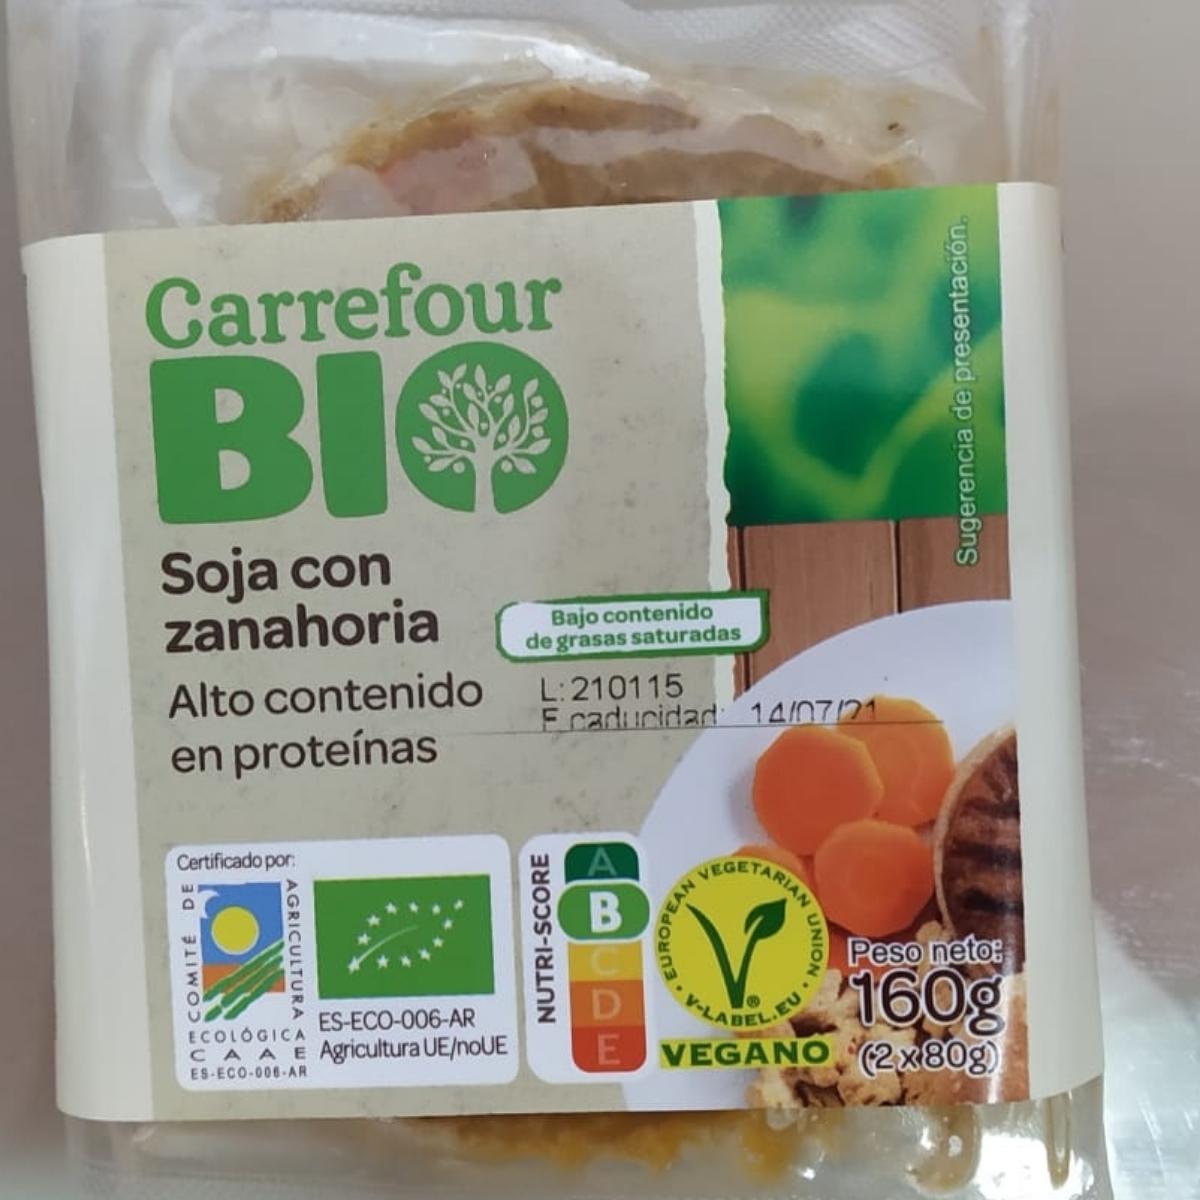 Carrefour
BIO
Sugerencia de presentación.
Soja con
zanahoria
Bajo contenido
de grasas saturadas
Alto contenido
en proteínas
L: 210115
F caducidad: 14/07/21
Certificado por:
COMITÉ DE
AGRICULTURA
ECOLÓGICA
CAAE
ES-ECO-006-AR
ES-ECO-006-AR
Agricultura UE/noUE
NUTRI-SCORE
A
B
C
D
E
EUROPEAN VEGETARIAN UNION
V-LABEL.EU
®
VEGANO
Peso neto:
160g
(2 x 80g)